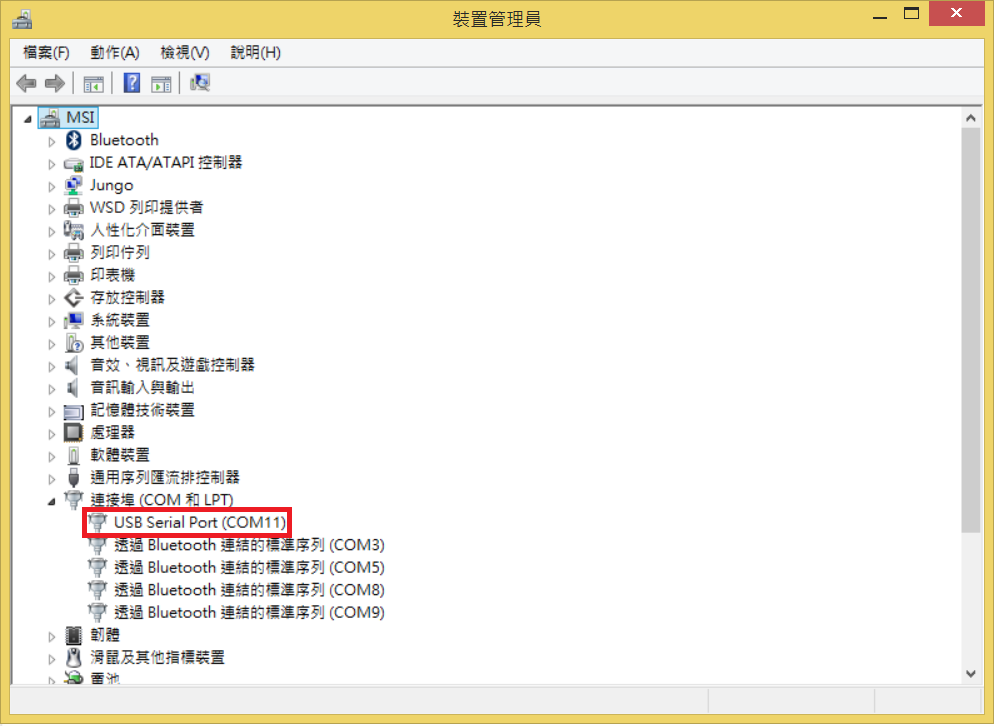 裝置管理員
檔案(F) 動作(A) 檢視(V) 說明(H)
MSI
Bluetooth
IDE ATA/ATAPI 控制器
Jungo
WSD 列印提供者
人性化介面裝置
列印佇列
印表機
存放控制器
系統裝置
其他裝置
音效、視訊及遊戲控制器
音訊輸入與輸出
記憶體技術裝置
處理器
軟體裝置
通用序列匯流排控制器
連接埠 (COM 和 LPT)
USB Serial Port (COM11)
透過 Bluetooth 連結的標準序列 (COM3)
透過 Bluetooth 連結的標準序列 (COM5)
透過 Bluetooth 連結的標準序列 (COM8)
透過 Bluetooth 連結的標準序列 (COM9)
韌體
滑鼠及其他指標裝置
電池